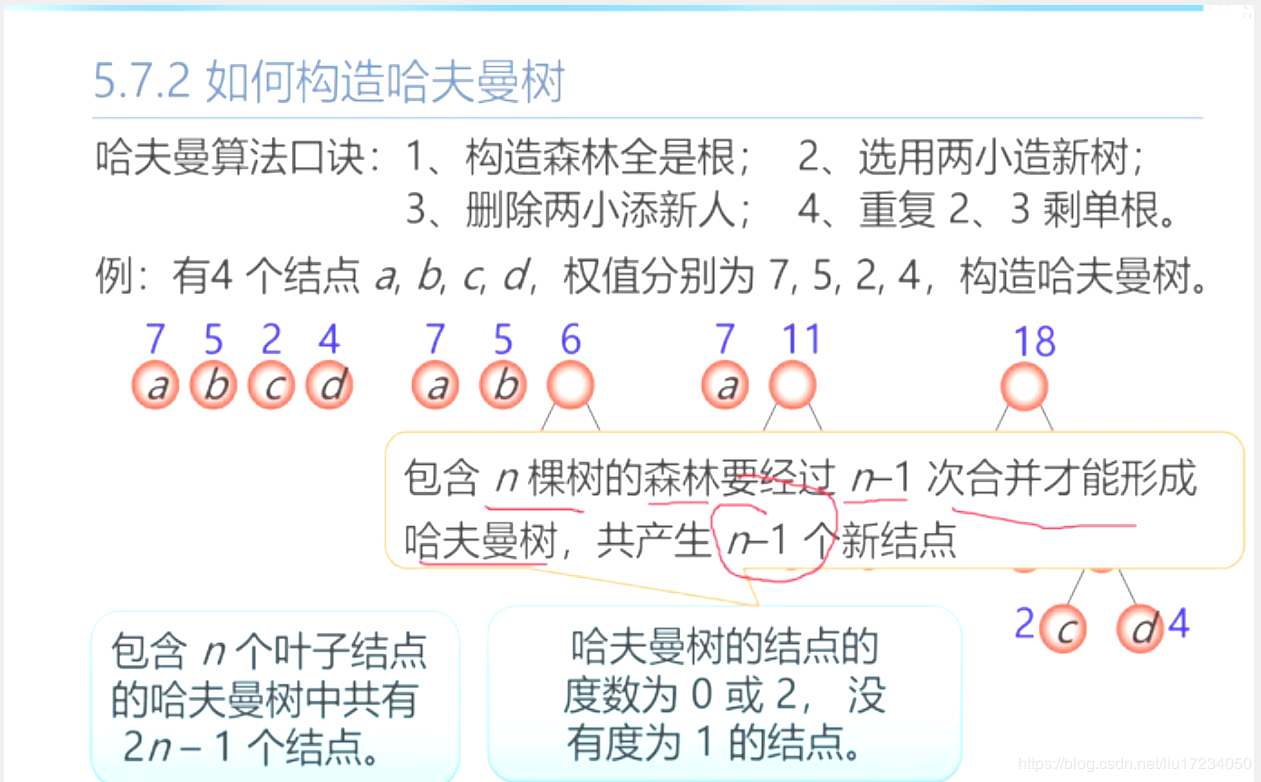 5.7.2 如何构造哈夫曼树
哈夫曼算法口诀：1、构造森林全是根； 2、选用两小造新树；
3、删除两小添新人； 4、重复 2、3 剩单根。
例：有4 个结点 a, b, c, d，权值分别为 7, 5, 2, 4，构造哈夫曼树。
7 5 2 4 7 5 6 7 11 18
a b c d a b a
包含 n 棵树的森林要经过 n-1 次合并才能形成
哈夫曼树，共产生 n-1 个新结点
2 c d 4
包含 n 个叶子结点
的哈夫曼树中共有
2n – 1 个结点。
哈夫曼树的结点的
度数为 0 或 2， 没
有度为 1 的结点。
https://blog.csdn.net/liu17234050